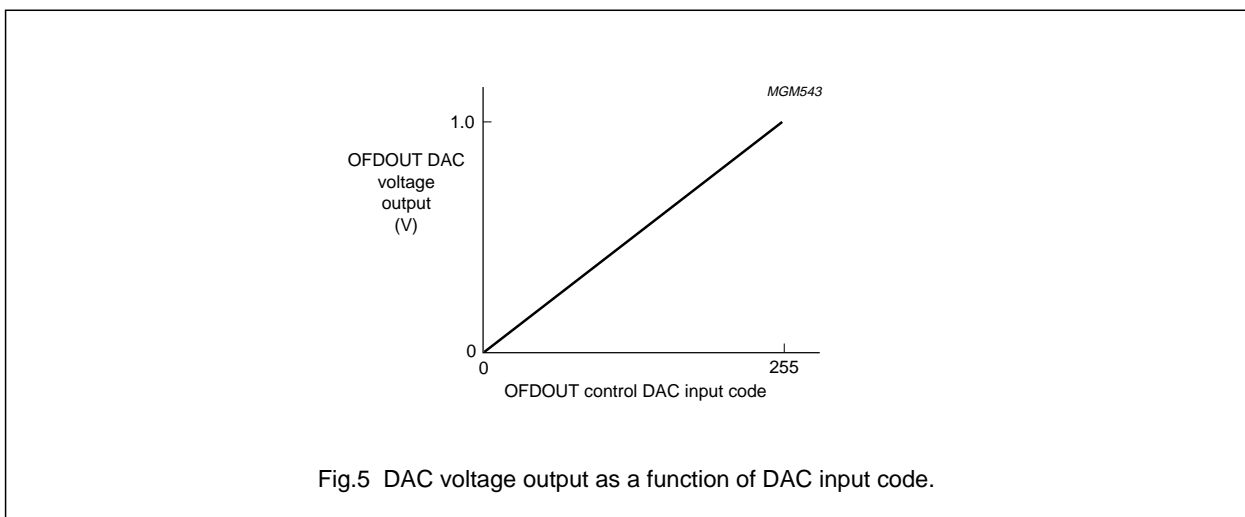 MGM543
1.0
OFDOUT DAC
voltage
output
(V)
0
0
255
OFDOUT control DAC input code
Fig.5 DAC voltage output as a function of DAC input code.